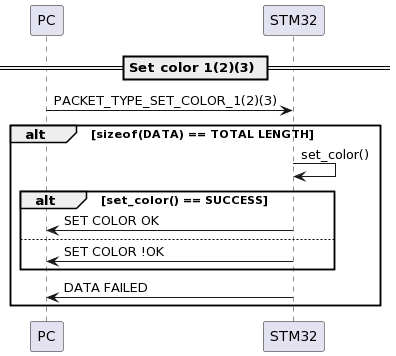 PC STM32
Set color 1(2)(3)
PACKET_TYPE_SET_COLOR_1(2)(3)
alt [sizeof(DATA) == TOTAL LENGTH]
set_color()
alt [set_color() == SUCCESS]
SET COLOR OK
SET COLOR !OK
DATA FAILED
PC STM32